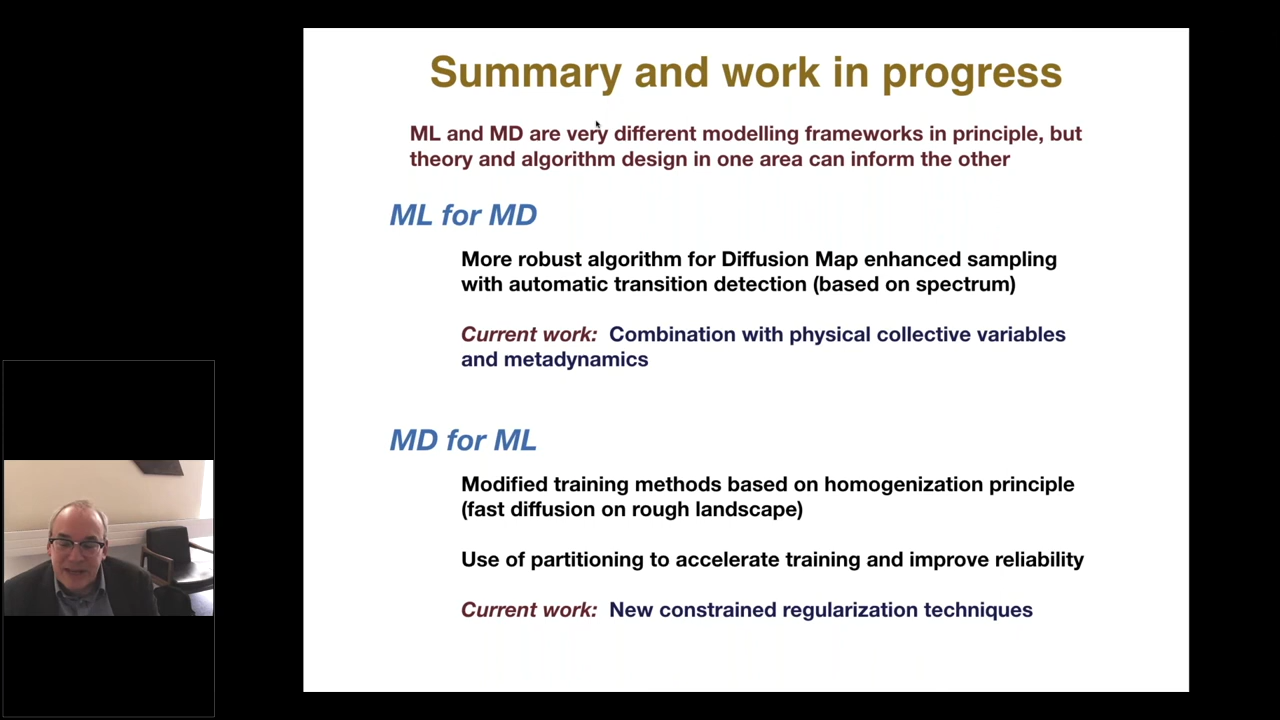 Summary and work in progress
ML and MD are very different modelling frameworks in principle, but
theory and algorithm design in one area can inform the other
ML for MD
More robust algorithm for Diffusion Map enhanced sampling
with automatic transition detection (based on spectrum)
Current work: Combination with physical collective variables
and metadynamics
MD for ML
Modified training methods based on homogenization principle
(fast diffusion on rough landscape)
Use of partitioning to accelerate training and improve reliability
Current work: New constrained regularization techniques